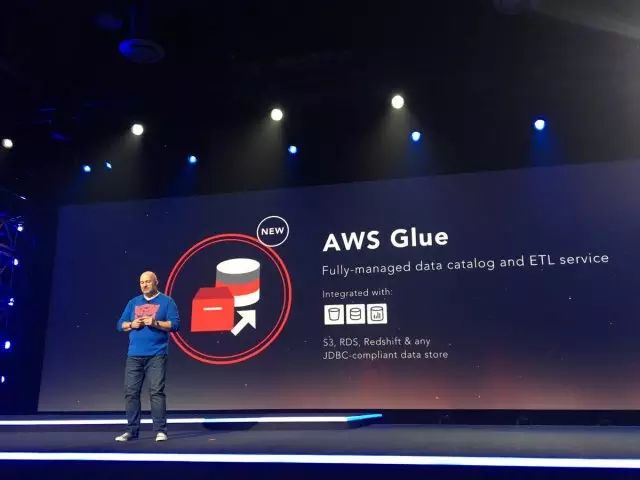 NEW
AWS Glue
Fully-managed data catalog and ETL service
Integrated with:
S3, RDS, Redshift & any
JDBC-compliant data store